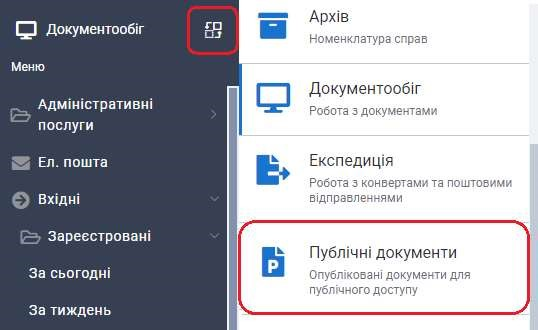 Документообіг
Меню
Адміністративні
послуги
Ел. пошта
Вхідні
Зареєстровані
За сьогодні
За тиждень
Архів
Номенклатура справ
Документообіг
Робота з документами
Експедиція
Робота з конвертами та поштовими
відправленнями
P
Публічні документи
Опубліковані документи для
публічного доступу